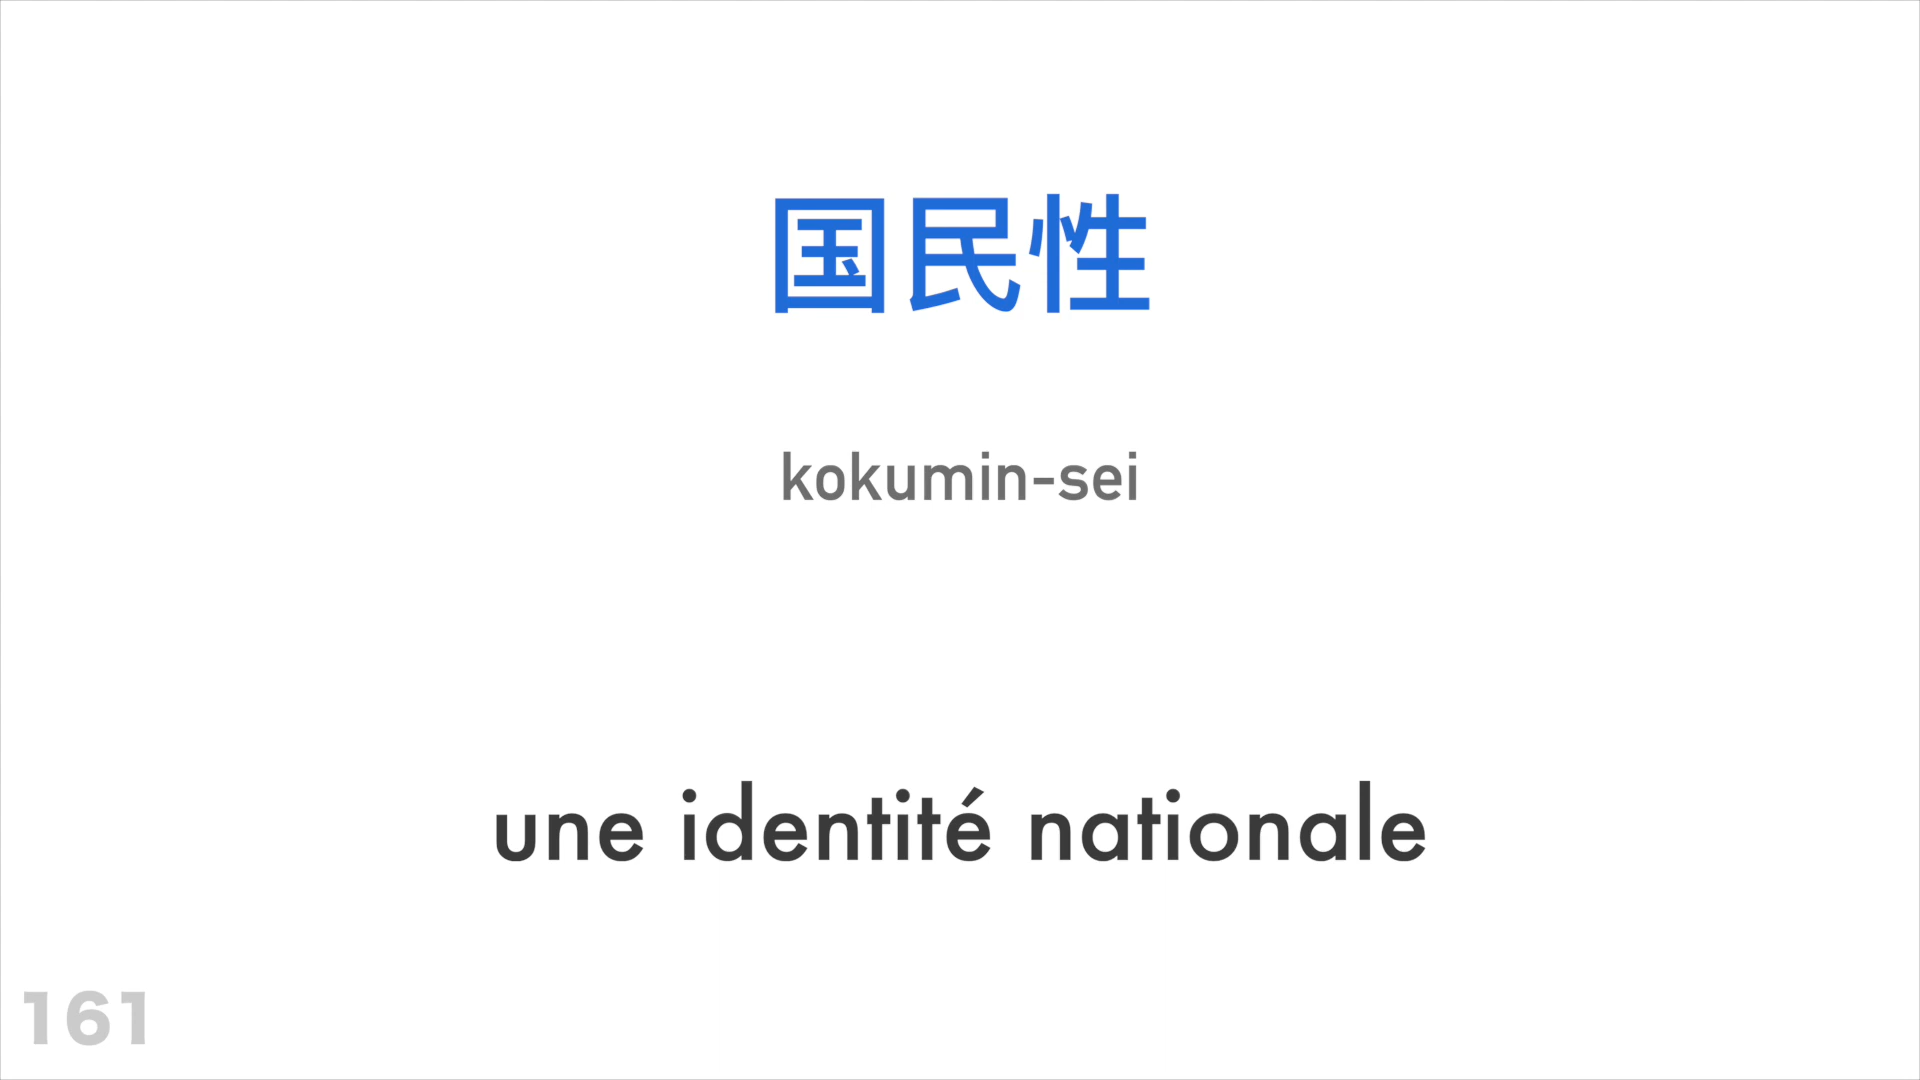 国民性
kokumin-sei
une identité nationale
161